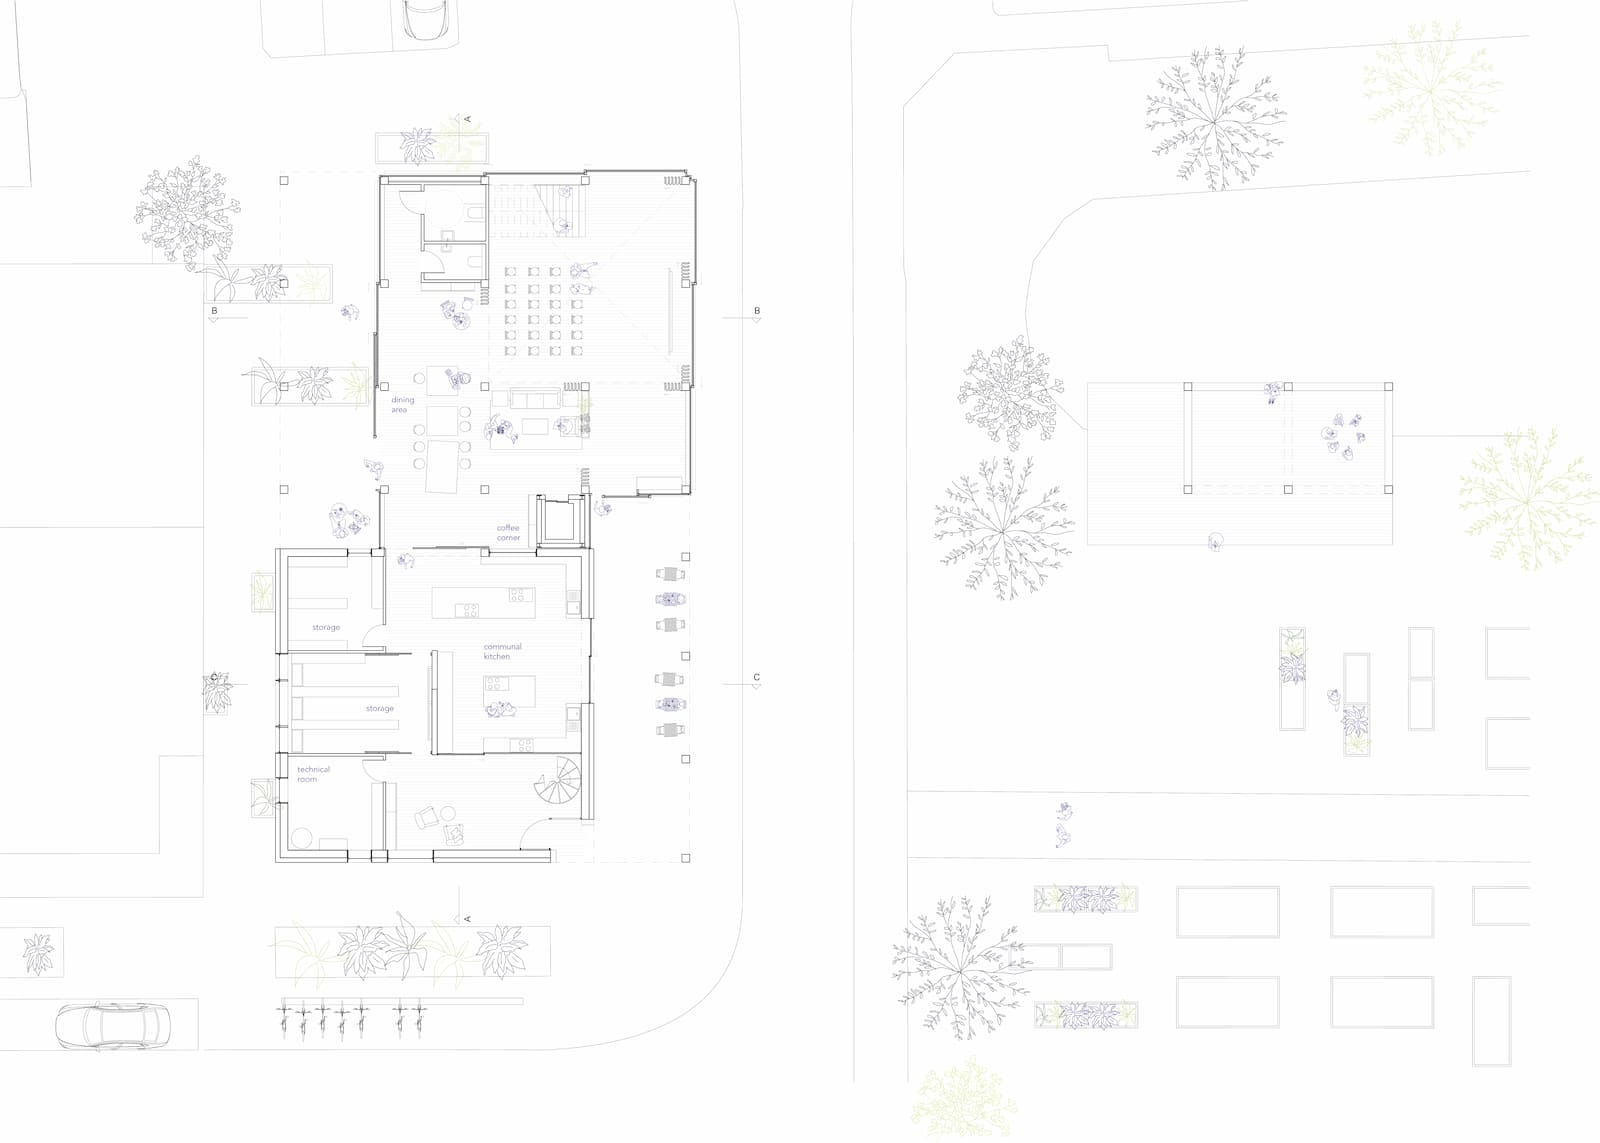 A
B
B
dining
area
coffee
corner
storage
communal
kitchen
C
C
storage
technical
room
A